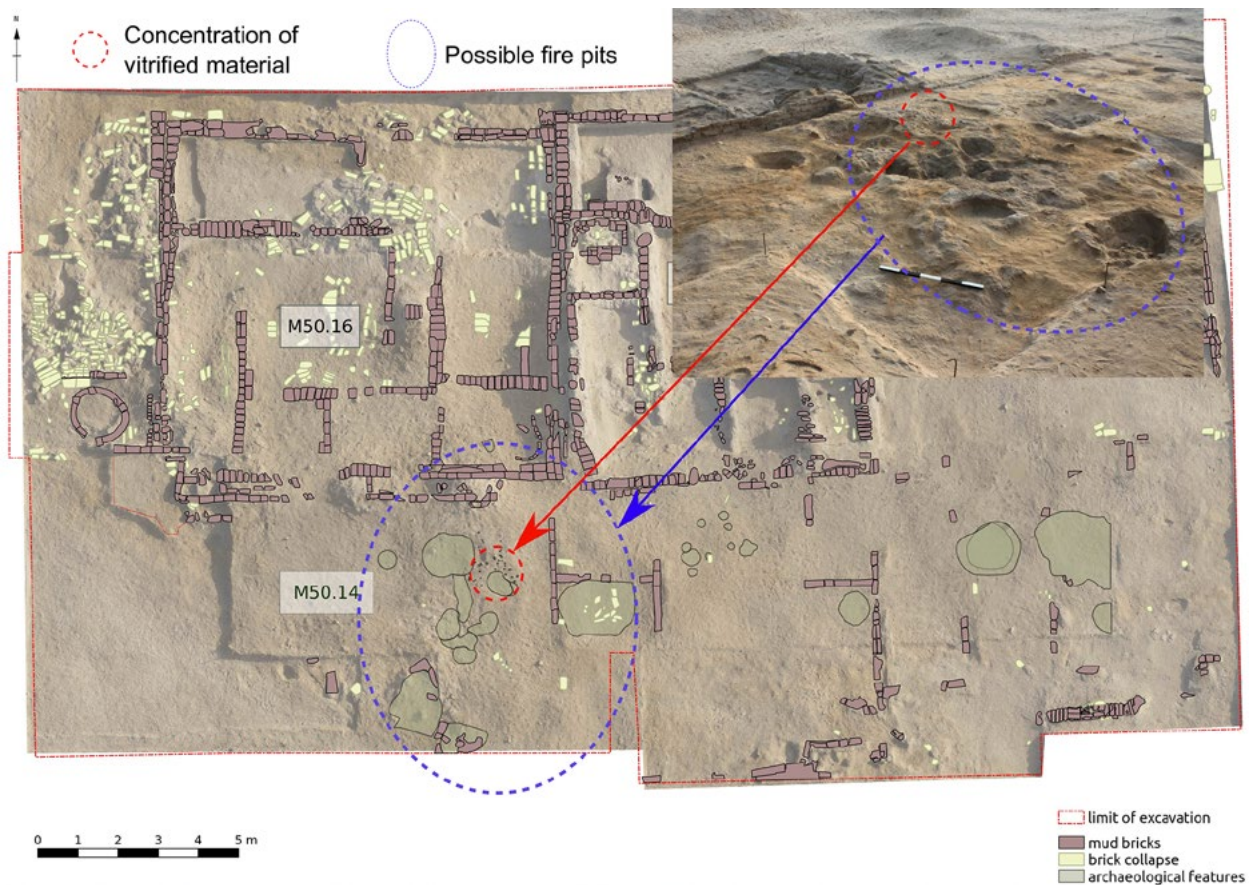 N
Concentration of
vitrified material
Possible fire pits
M50.16
M50.14
0 1 2 3 4 5 m
limit of excavation
mud bricks
brick collapse
archaeological features